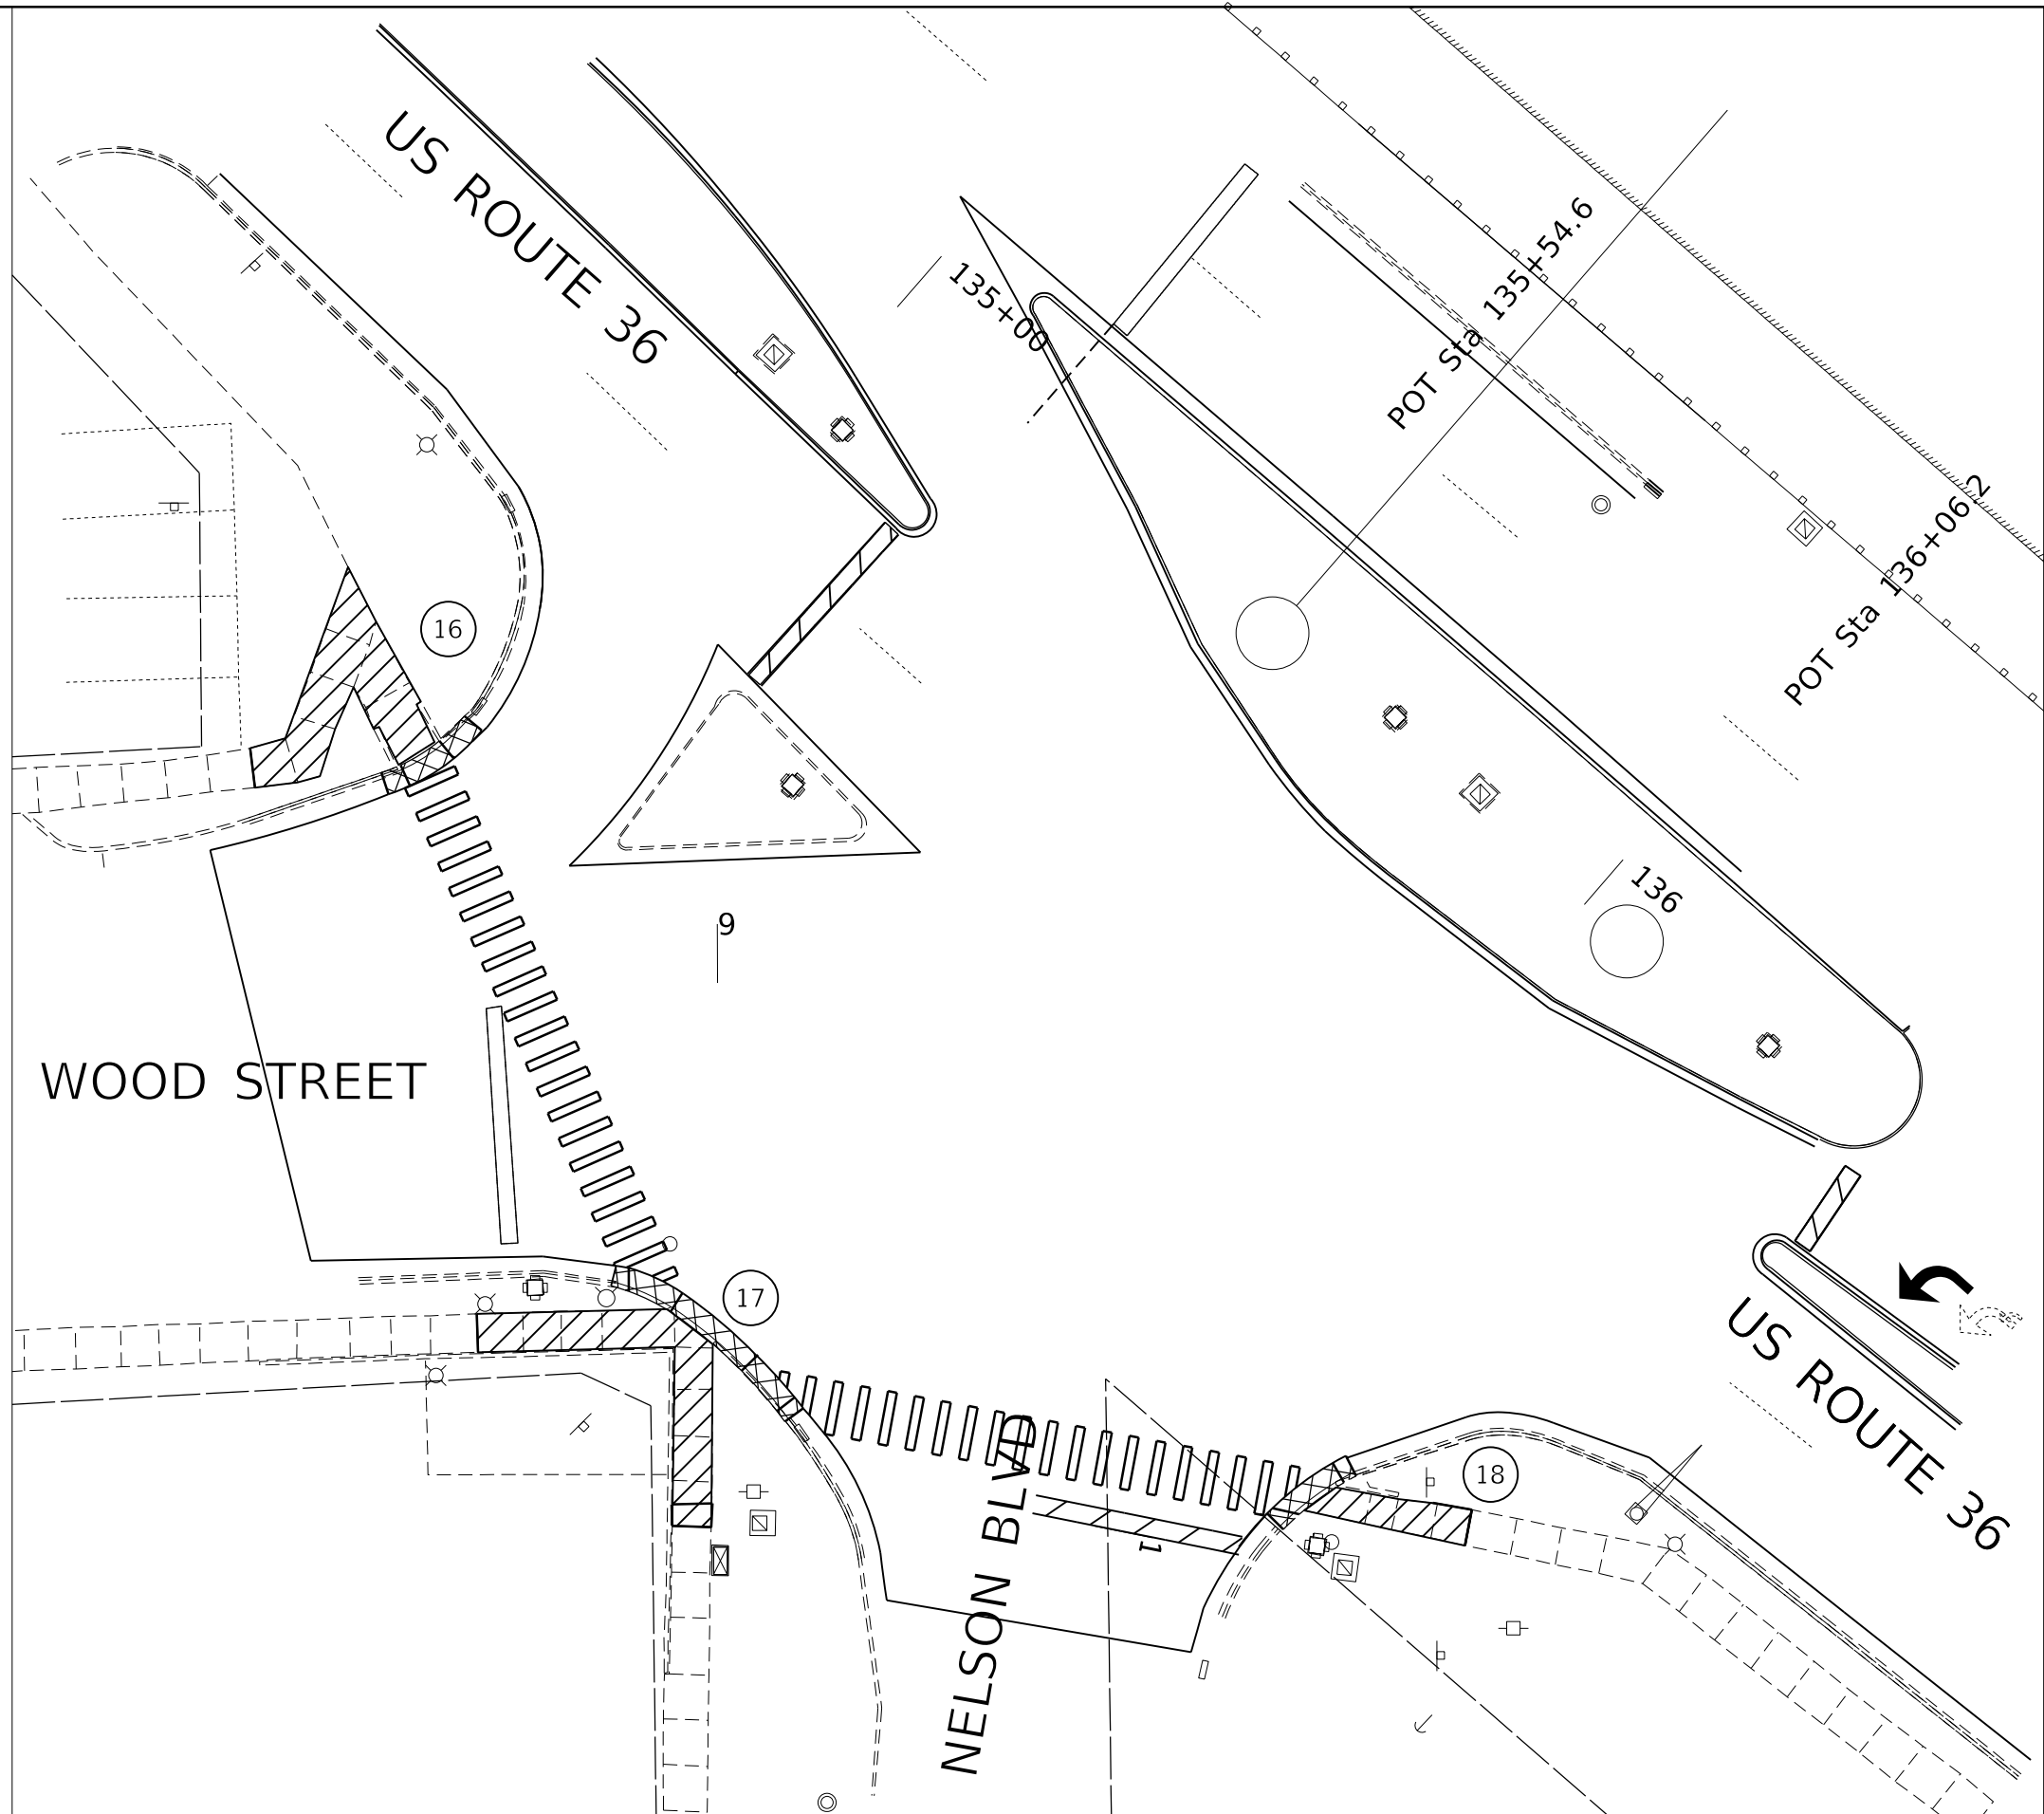 US ROUTE 36
135+00
POT Sta 135+54.6
POT Sta 136+06.2
16
136
9
WOOD STREET
17
US ROUTE 36
18
NELSON BLVD
1